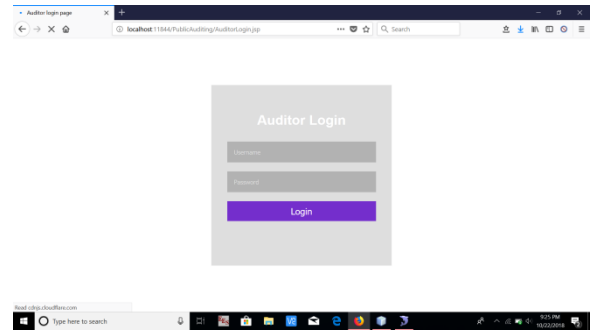 Auditor login page
localhost:11844/PublicAuditing/AuditorLogin.jsp
Search
Auditor Login
Username
Password
Login
Read cdnjs.cloudflare.com
Type here to search
9:25 PM
10/22/2018